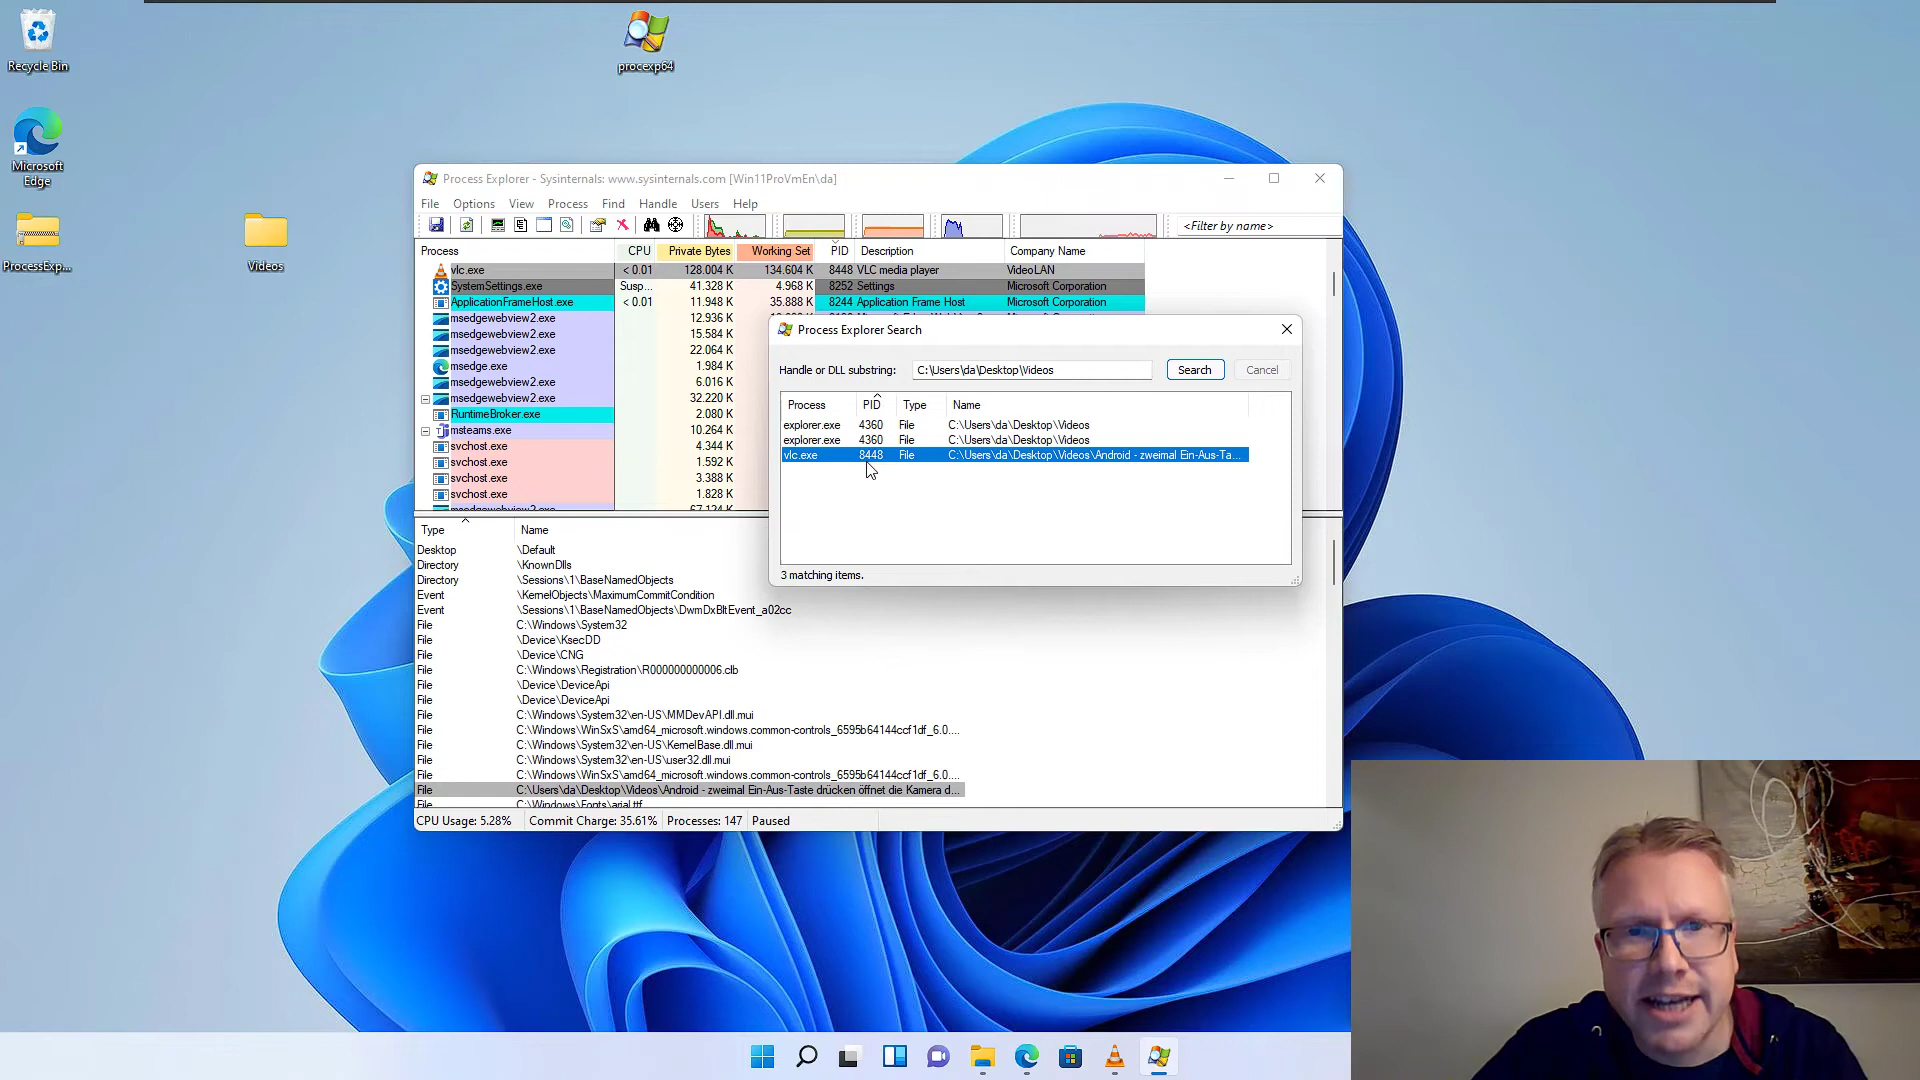 Recycle Bin
procexp64
Microsoft
Edge
ProcessExp...
Videos
Process Explorer - Sysinternals: www.sysinternals.com [Win11ProVmEn\da]
File Options View Process Find Handle Users Help
<Filter by name>
Process CPU Private Bytes Working Set PID Description Company Name
vlc.exe < 0.01 128.004 K 134.604 K 8448 VLC media player VideoLAN
SystemSettings.exe Susp... 41.328 K 4.968 K 8252 Settings Microsoft Corporation
ApplicationFrameHost.exe < 0.01 11.948 K 35.888 K 8244 Application Frame Host Microsoft Corporation
msedgewebview2.exe 12.936 K
msedgewebview2.exe 15.584 K
msedgewebview2.exe 22.064 K
msedge.exe 1.984 K
msedgewebview2.exe 6.016 K
msedgewebview2.exe 32.220 K
RuntimeBroker.exe 2.080 K
msteams.exe 10.264 K
svchost.exe 4.344 K
svchost.exe 1.592 K
svchost.exe 3.388 K
svchost.exe 1.828 K
msedgewebview2.exe 67.124 K
Process Explorer Search
Handle or DLL substring: C:\Users\da\Desktop\Videos Search Cancel
Process PID Type Name
explorer.exe 4360 File C:\Users\da\Desktop\Videos
explorer.exe 4360 File C:\Users\da\Desktop\Videos
vlc.exe 8448 File C:\Users\da\Desktop\Videos\Android - zweimal Ein-Aus-Ta...
3 matching items.
Type Name
Desktop \Default
Directory \KnownDlls
Directory \Sessions\1\BaseNamedObjects
Event \KernelObjects\MaximumCommitCondition
Event \Sessions\1\BaseNamedObjects\DwmDxBltEvent_a02cc
File C:\Windows\System32
File \Device\KsecDD
File \Device\CNG
File C:\Windows\Registration\R000000000006.clb
File \Device\DeviceApi
File \Device\DeviceApi
File C:\Windows\System32\en-US\MMDevAPI.dll.mui
File C:\Windows\WinSxS\amd64_microsoft.windows.common-controls_6595b64144ccf1df_6.0....
File C:\Windows\System32\en-US\KernelBase.dll.mui
File C:\Windows\System32\en-US\user32.dll.mui
File C:\Windows\WinSxS\amd64_microsoft.windows.common-controls_6595b64144ccf1df_6.0....
File C:\Users\da\Desktop\Videos\Android - zweimal Ein-Aus-Taste drücken öffnet die Kamera d...
File C:\Windows\Fonts\arial.ttf
CPU Usage: 5.28% Commit Charge: 35.61% Processes: 147 Paused